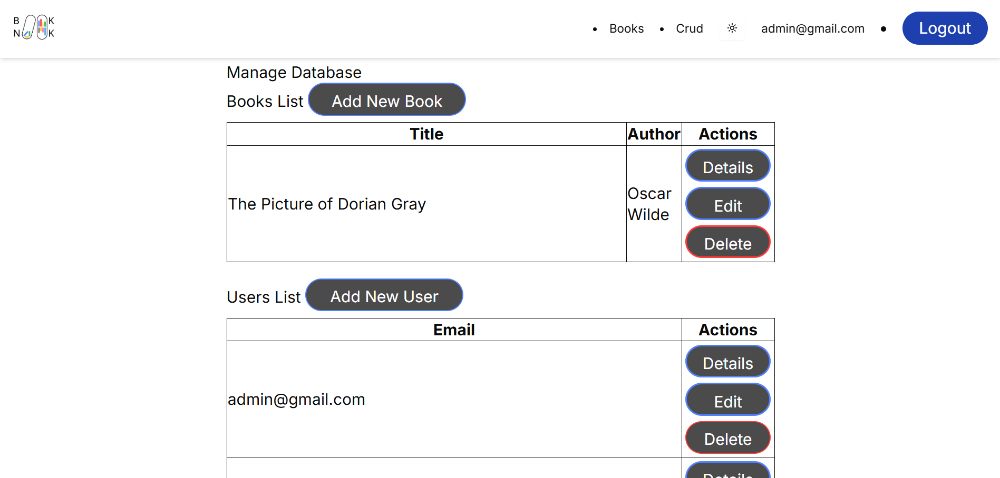 B K
N K
Books
Crud
admin@gmail.com
Logout
Manage Database
Books List Add New Book
Title Author Actions
The Picture of Dorian Gray
Oscar
Wilde
Details
Edit
Delete
Users List Add New User
Email Actions
admin@gmail.com
Details
Edit
Delete
Details